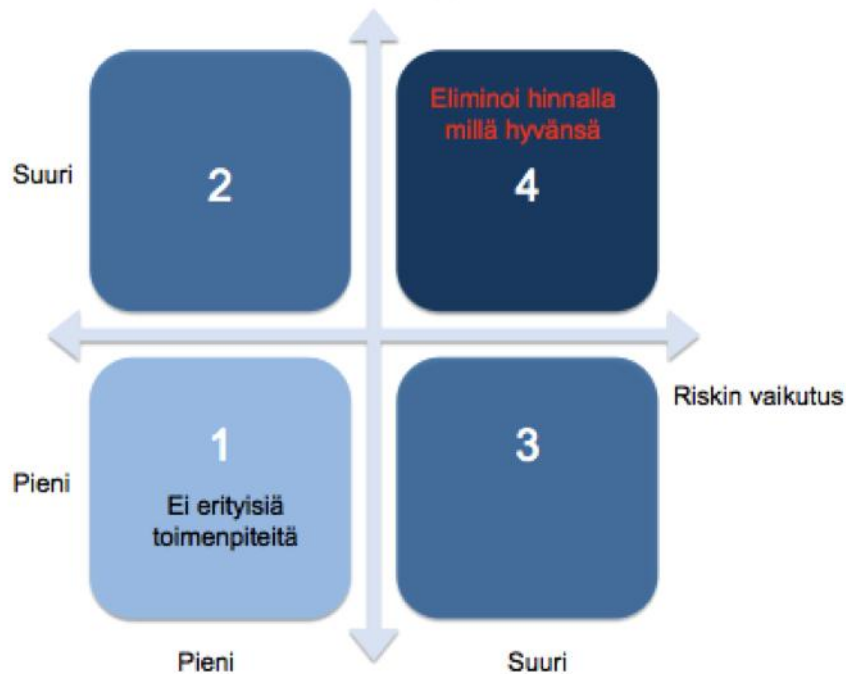 Eliminoi hinnalla
millä hyvänsä
Suuri
2
4
Riskin vaikutus
1
3
Pieni
Ei erityisiä
toimenpiteitä
Pieni
Suuri